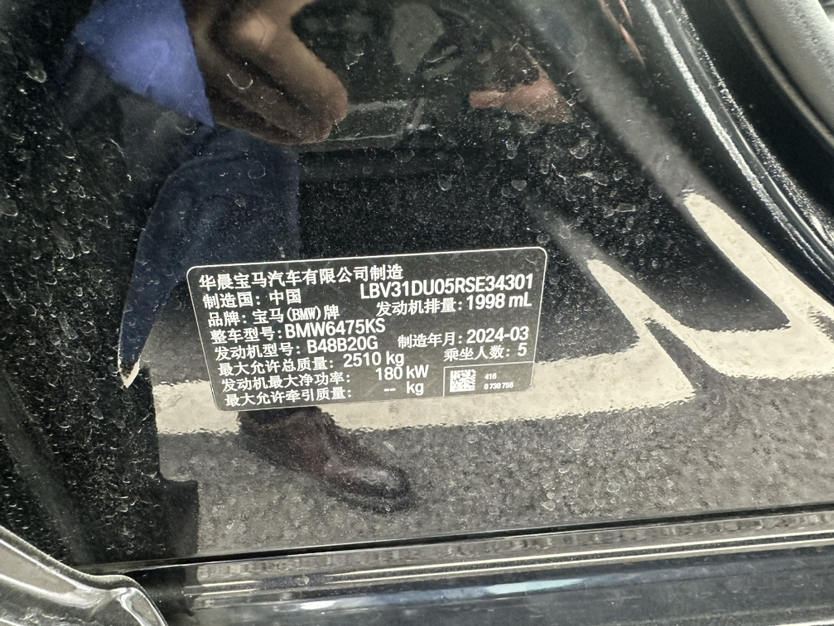 华晨宝马汽车有限公司制造
制造国：中国 LBV31DU05RSE34301
品牌：宝马(BMW)牌 发动机排量：1998 mL
整车型号：BMW6475KS
发动机型号：B48B20G 制造年月：2024-03
最大允许总质量：2510 kg 乘坐人数：5
发动机最大净功率：180 kW
最大允许牵引质量：-- kg
416